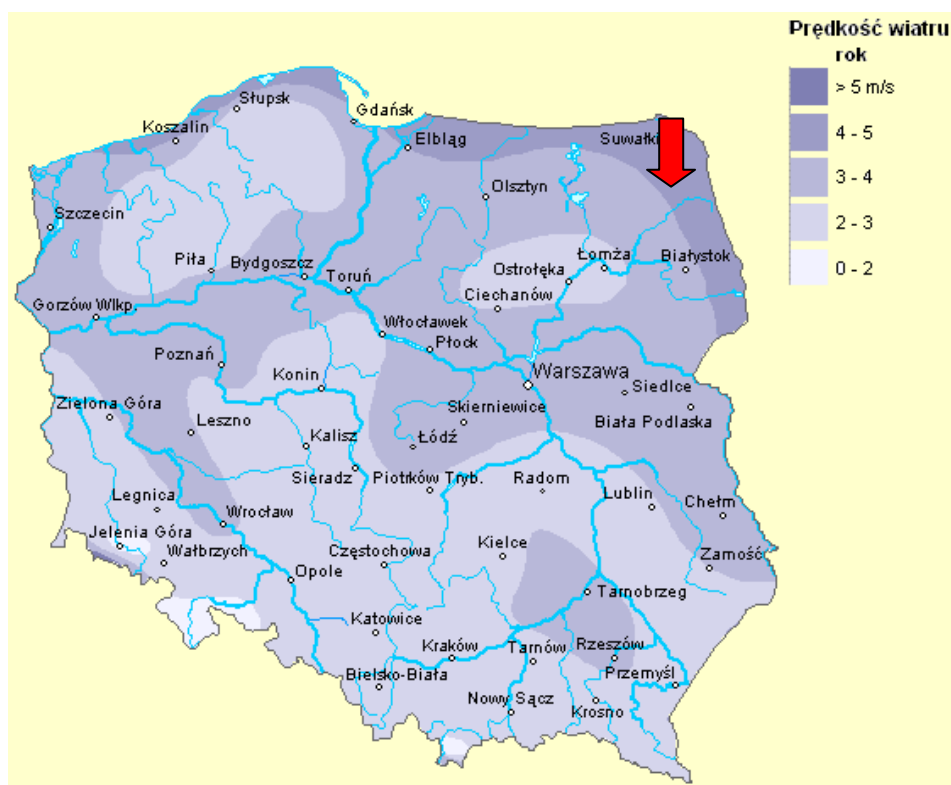 Prędkość wiatru
rok
> 5 m/s
4 - 5
3 - 4
2 - 3
0 - 2
Słupsk
Gdańsk
Koszalin
Elbląg
Suwałki
Olsztyn
Szczecin
Piła
Bydgoszcz
Toruń
Ostrołęka
Łomża
Białystok
Ciechanów
Gorzów Wlkp.
Włocławek
Płock
Poznań
Konin
Warszawa
Siedlce
Skierniewice
Biała Podlaska
Zielona Góra
Leszno
Kalisz
Łódź
Sieradz
Piotrków Tryb.
Radom
Lublin
Chełm
Legnica
Wrocław
Jelenia Góra
Wałbrzych
Częstochowa
Kielce
Zamość
Opole
Tarnobrzeg
Katowice
Kraków
Tarnów
Rzeszów
Przemyśl
Bielsko-Biała
Nowy Sącz
Krosno